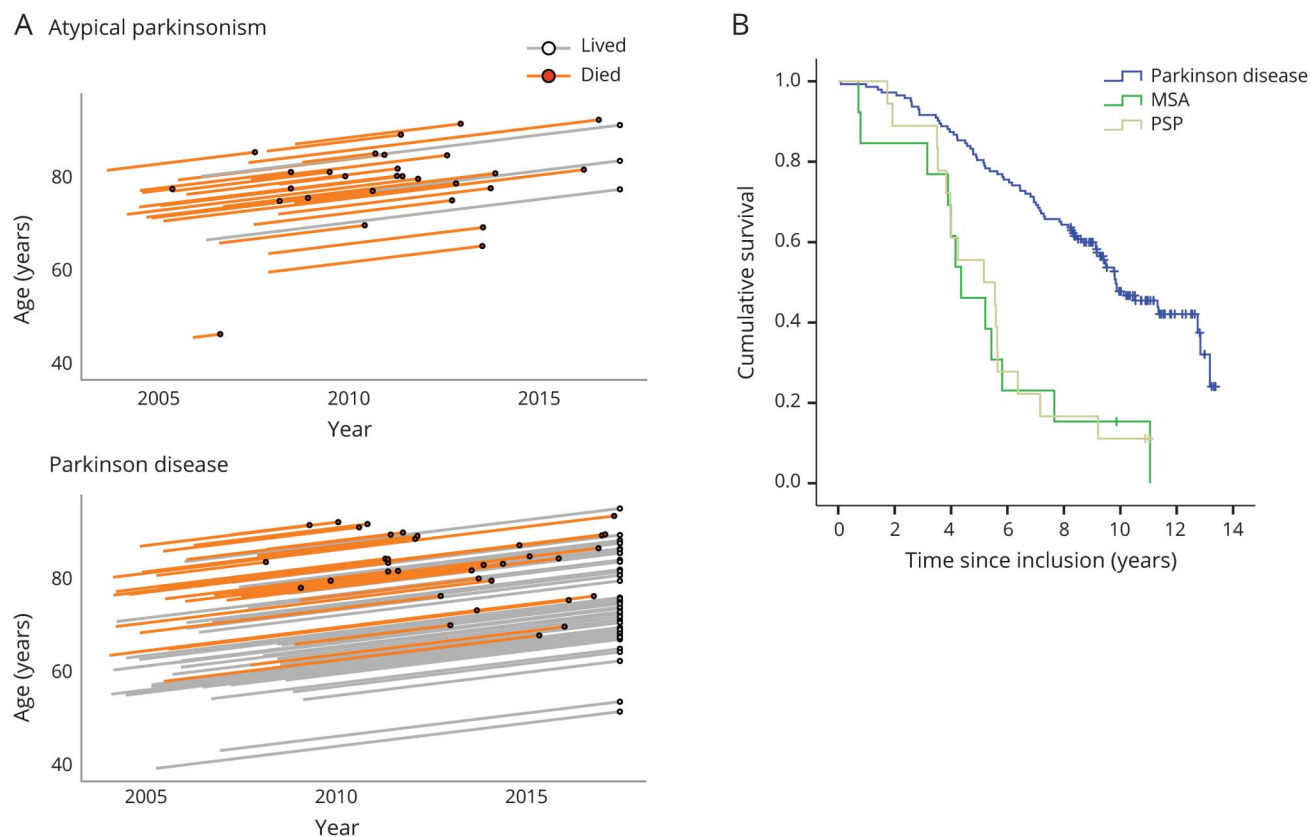 A Atypical parkinsonism
Lived
Died
80
60
40
Age (years)
2005 2010 2015
Year
Parkinson disease
80
60
40
Age (years)
2005 2010 2015
Year
B
Parkinson disease
MSA
PSP
1.0
0.8
0.6
0.4
0.2
0.0
Cumulative survival
0 2 4 6 8 10 12 14
Time since inclusion (years)